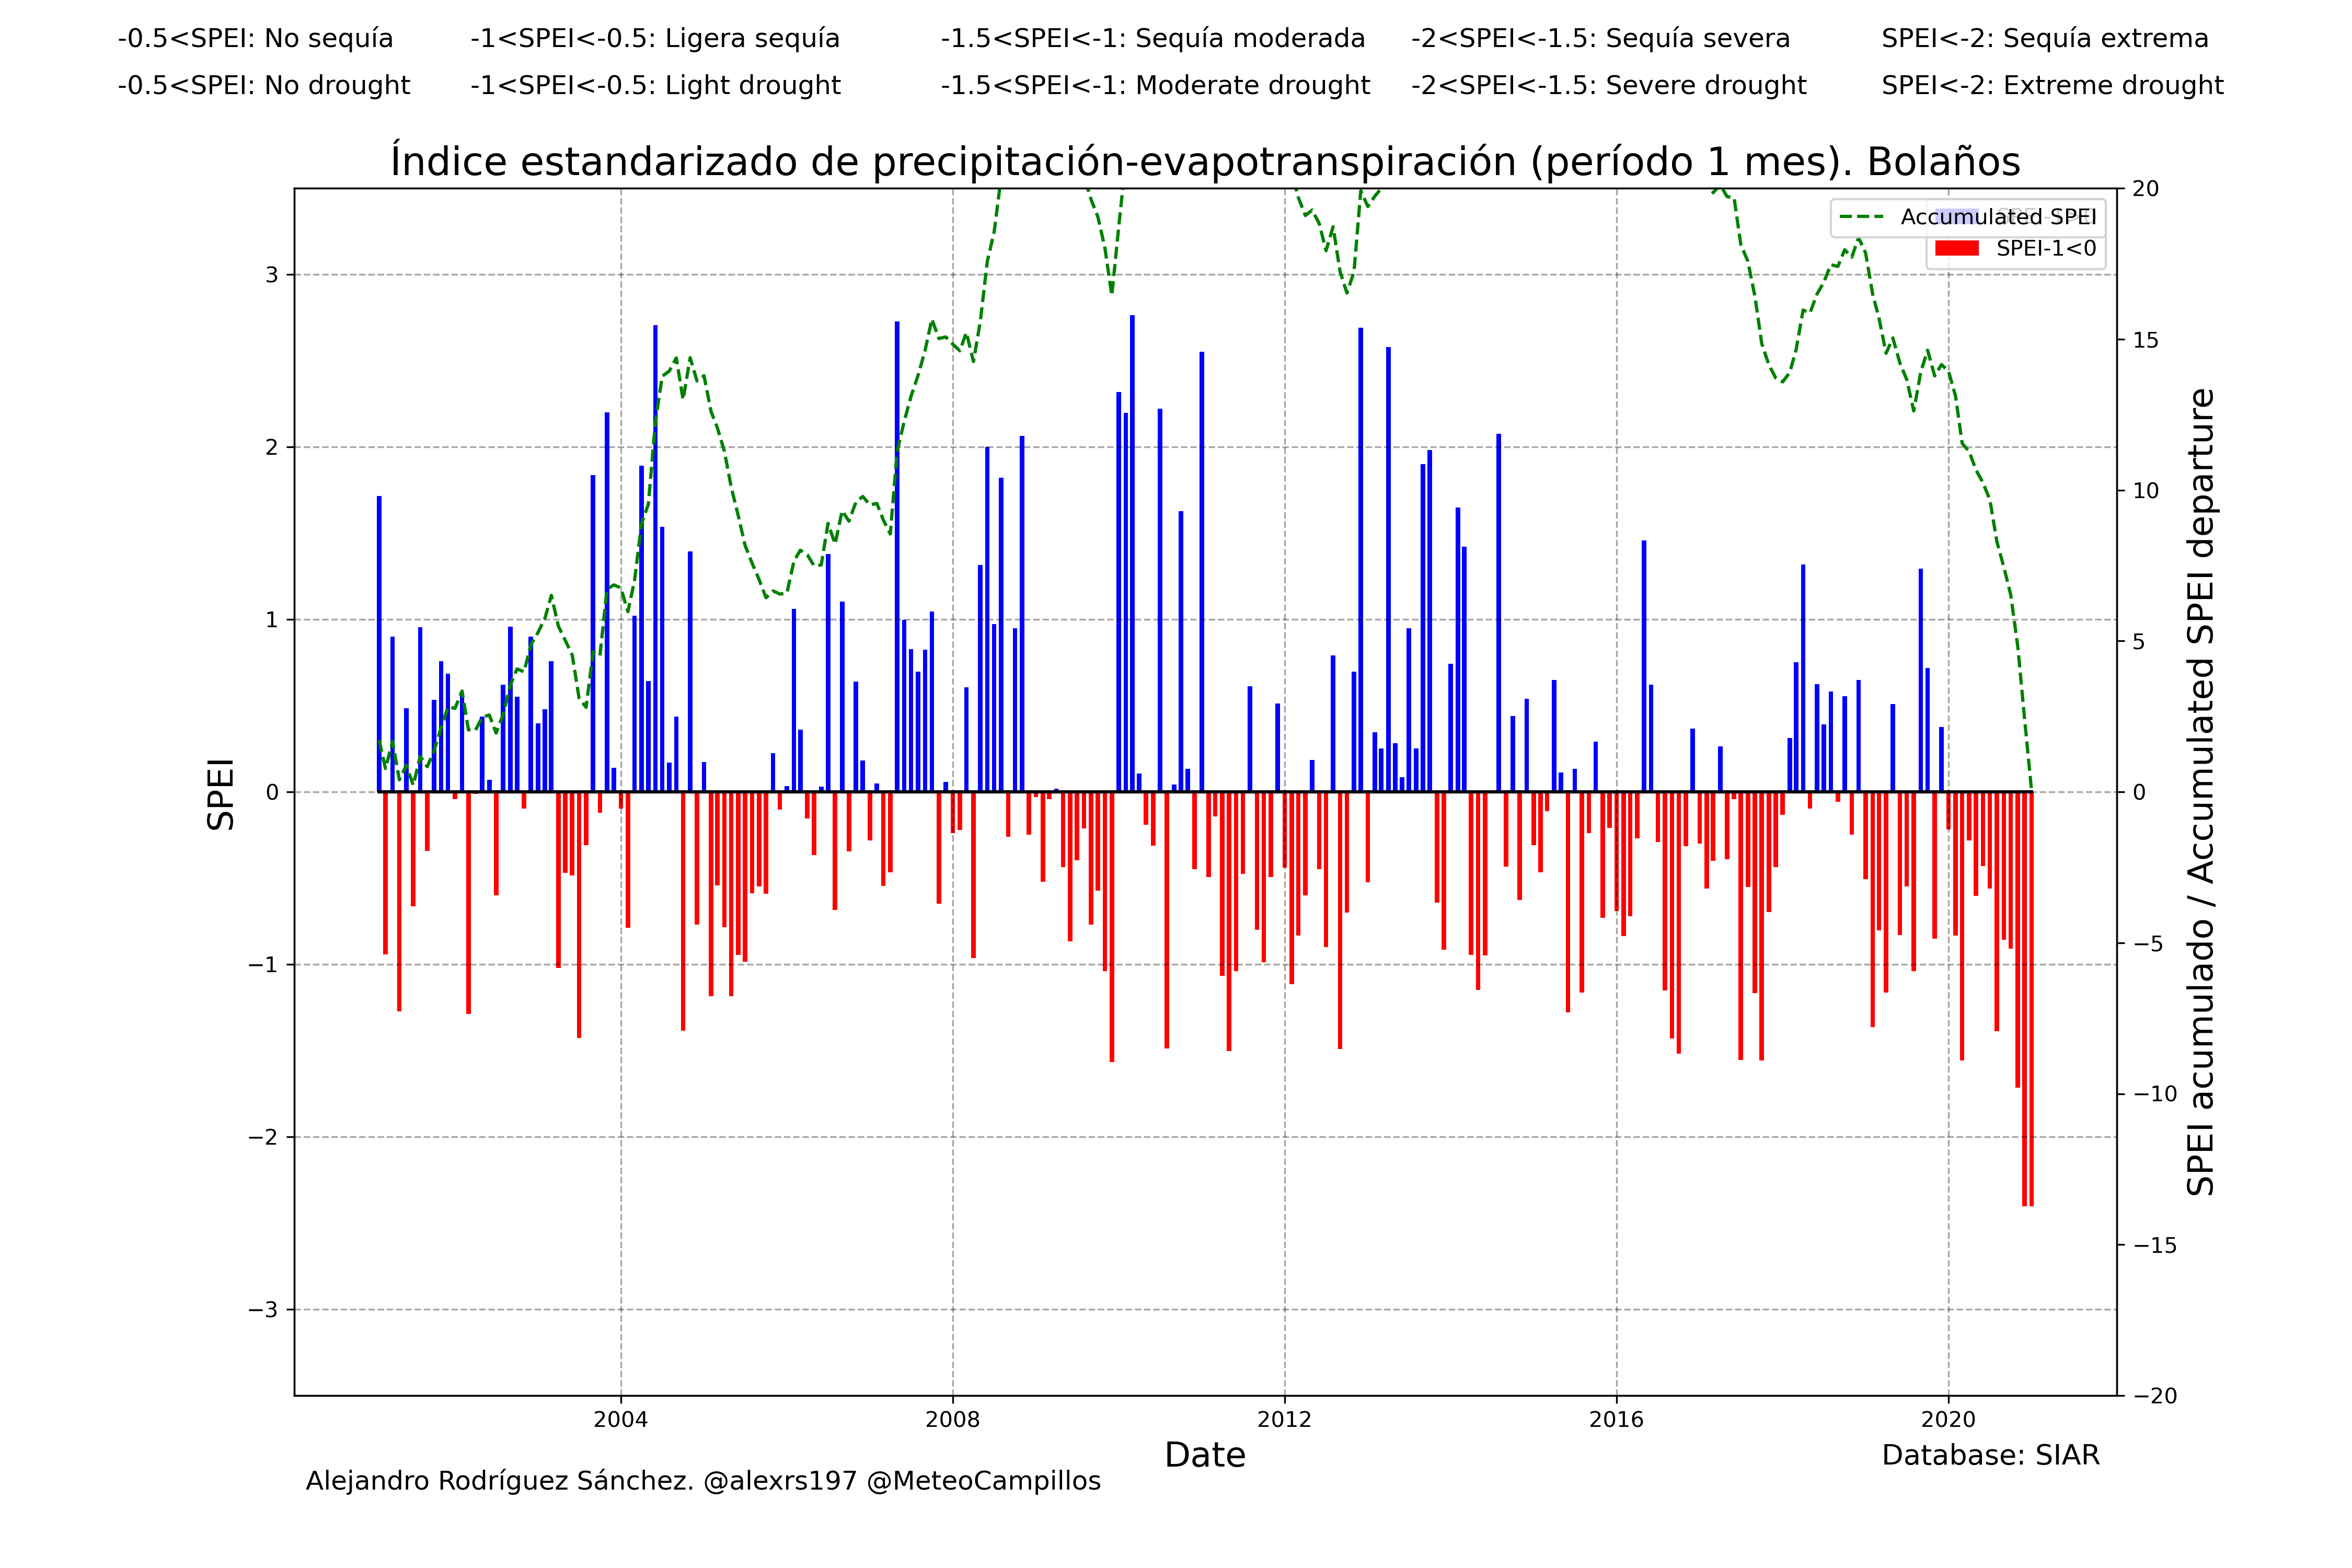 -0.5<SPEI: No sequía -1<SPEI<-0.5: Ligera sequía -1.5<SPEI<-1: Sequía moderada -2<SPEI<-1.5: Sequía severa SPEI<-2: Sequía extrema
-0.5<SPEI: No drought -1<SPEI<-0.5: Light drought -1.5<SPEI<-1: Moderate drought -2<SPEI<-1.5: Severe drought SPEI<-2: Extreme drought
Índice estandarizado de precipitación-evapotranspiración (período 1 mes). Bolaños
Accumulated SPEI
SPEI-1<0
SPEI
3
2
1
0
−1
−2
−3
20
15
10
5
0
−5
−10
−15
−20
SPEI acumulado / Accumulated SPEI departure
2004 2008 2012 2016 2020
Date
Database: SIAR
Alejandro Rodríguez Sánchez. @alexrs197 @MeteoCampillos